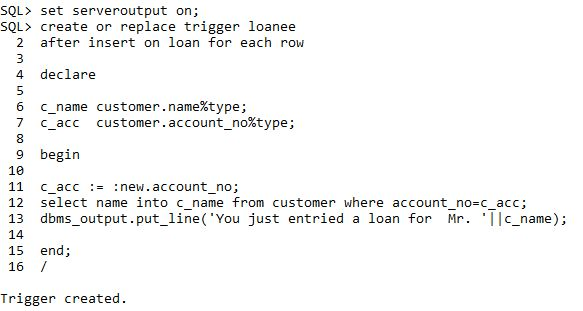 SQL> set serveroutput on;
SQL> create or replace trigger loanee
2 after insert on loan for each row
3
4 declare
5
6 c_name customer.name%type;
7 c_acc  customer.account_no%type;
8
9 begin
10
11 c_acc := :new.account_no;
12 select name into c_name from customer where account_no=c_acc;
13 dbms_output.put_line('You just entried a loan for  Mr. '||c_name);
14
15 end;
16 /
Trigger created.